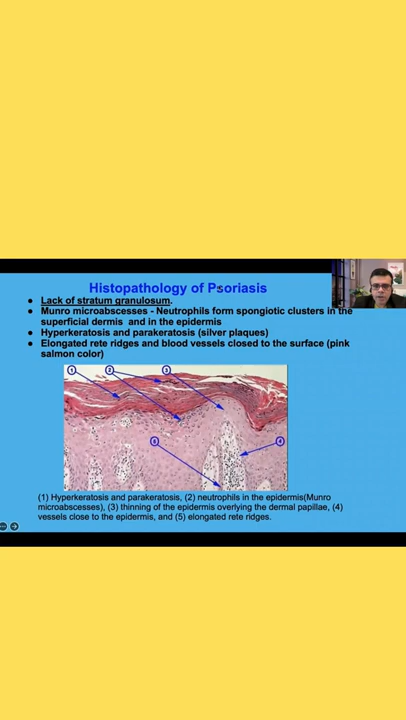 Histopathology of Psoriasis
● Lack of stratum granulosum.
● Munro microabscesses - Neutrophils form spongiotic clusters in the
superficial dermis and in the epidermis
● Hyperkeratosis and parakeratosis (silver plaques)
● Elongated rete ridges and blood vessels closed to the surface (pink
salmon color)
1 2 3
5 4
(1) Hyperkeratosis and parakeratosis, (2) neutrophils in the epidermis(Munro
microabscesses), (3) thinning of the epidermis overlying the dermal papillae, (4)
vessels close to the epidermis, and (5) elongated rete ridges.